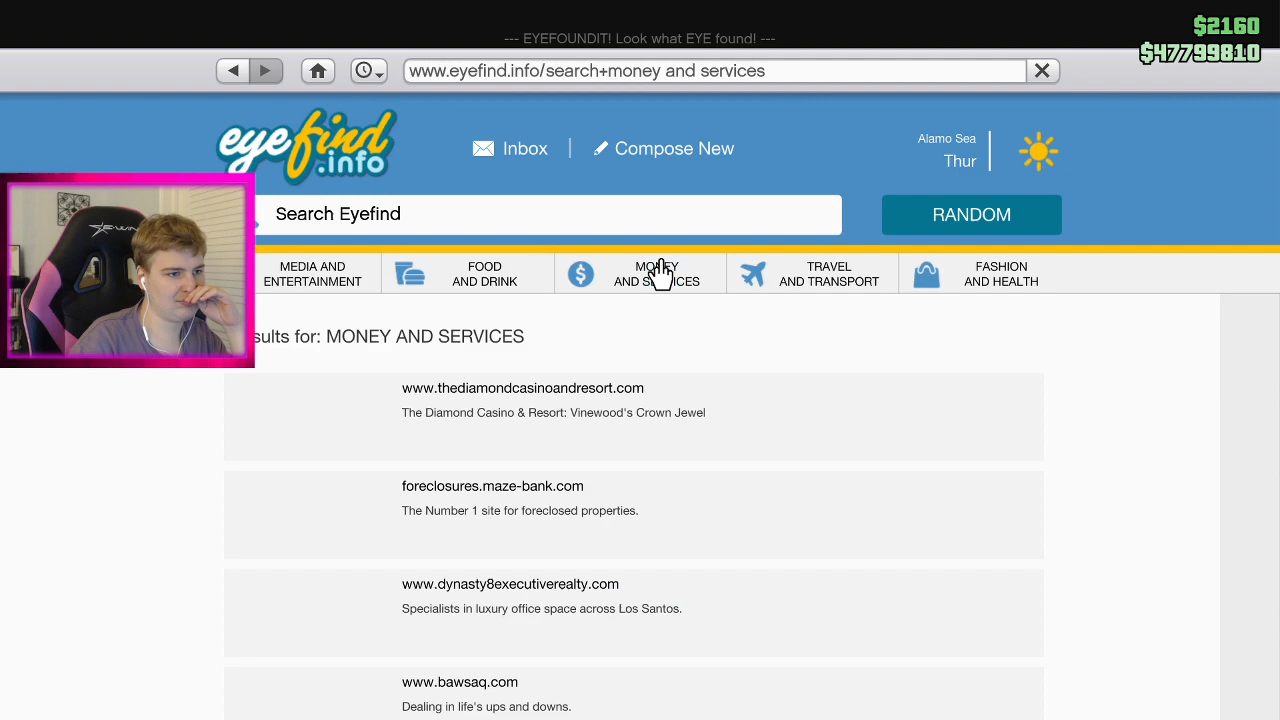 $2160
--- EYEFOUNDIT! Look what EYE found! ---
$47799810
www.eyefind.info/search+money and services
eyefind
.info
Inbox
Compose New
Alamo Sea
Thur
Search Eyefind
RANDOM
MEDIA AND
ENTERTAINMENT
FOOD
AND DRINK
MONEY
AND SERVICES
TRAVEL
AND TRANSPORT
FASHION
AND HEALTH
sults for: MONEY AND SERVICES
www.thediamondcasinoandresort.com
The Diamond Casino & Resort: Vinewood's Crown Jewel
foreclosures.maze-bank.com
The Number 1 site for foreclosed properties.
www.dynasty8executiverealty.com
Specialists in luxury office space across Los Santos.
www.bawsaq.com
Dealing in life's ups and downs.